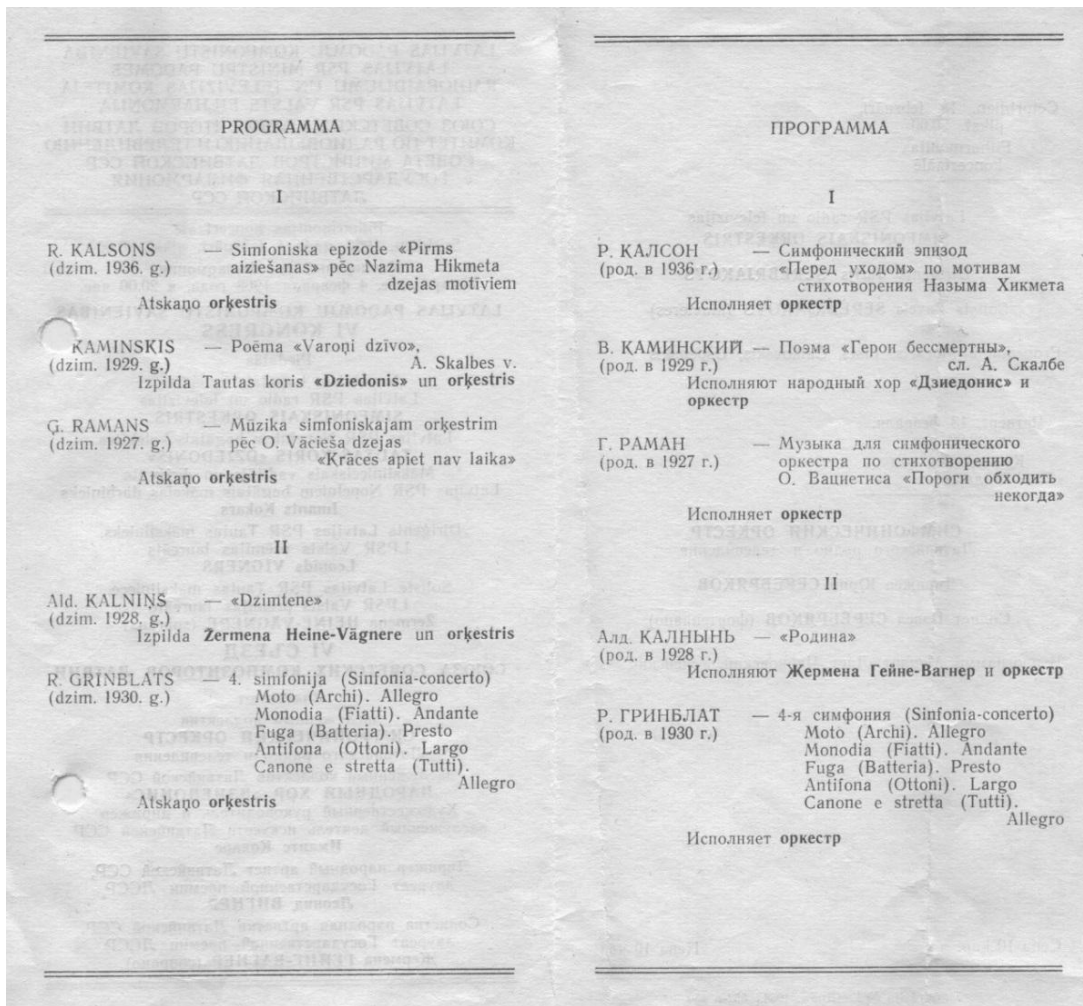 PROGRAMMA
I
R. KALSONS — Simfoniska epizode «Pirms
(dzim. 1936. g.) aiziešanas» pēc Nazima Hikmeta
dzejas motīviem
Atskaņo orķestris
KAMINSKIS — Poēma «Varoņi dzīvo»,
(dzim. 1929. g.) A. Skalbes v.
Izpilda Tautas koris «Dziedonis» un orķestris
Ģ. RAMANS — Mūzika simfoniskajam orķestrim
(dzim. 1927. g.) pēc O. Vācieša dzejas
«Krāces apiet nav laika»
Atskaņo orķestris
II
Ald. KALNIŅŠ — «Dzimtene»
(dzim. 1928. g.)
Izpilda Žermena Heine-Vāgnere un orķestris
R. GRĪNBLATS — 4. simfonija (Sinfonia-concerto)
(dzim. 1930. g.) Moto (Archi). Allegro
Monodia (Fiatti). Andante
Fuga (Batteria). Presto
Antifona (Ottoni). Largo
Canone e stretta (Tutti).
Allegro
Atskaņo orķestris
ПРОГРАММА
I
Р. КАЛСОН — Симфонический эпизод
(род. в 1936 г.) «Перед уходом» по мотивам
стихотворения Назыма Хикмета
Исполняет оркестр
В. КАМИНСКИЙ — Поэма «Герои бессмертны»,
(род. в 1929 г.) сл. А. Скалбе
Исполняют народный хор «Дзиедонис» и
оркестр
Г. РАМАН — Музыка для симфонического
(род. в 1927 г.) оркестра по стихотворению
О. Вациетиса «Пороги обходить
некогда»
Исполняет оркестр
II
Алд. КАЛНЫНЬ — «Родина»
(род. в 1928 г.)
Исполняют Жермена Гейне-Вагнер и оркестр
Р. ГРИНБЛАТ — 4-я симфония (Sinfonia-concerto)
(род. в 1930 г.) Moto (Archi). Allegro
Monodia (Fiatti). Andante
Fuga (Batteria). Presto
Antifona (Ottoni). Largo
Canone e stretta (Tutti).
Allegro
Исполняет оркестр